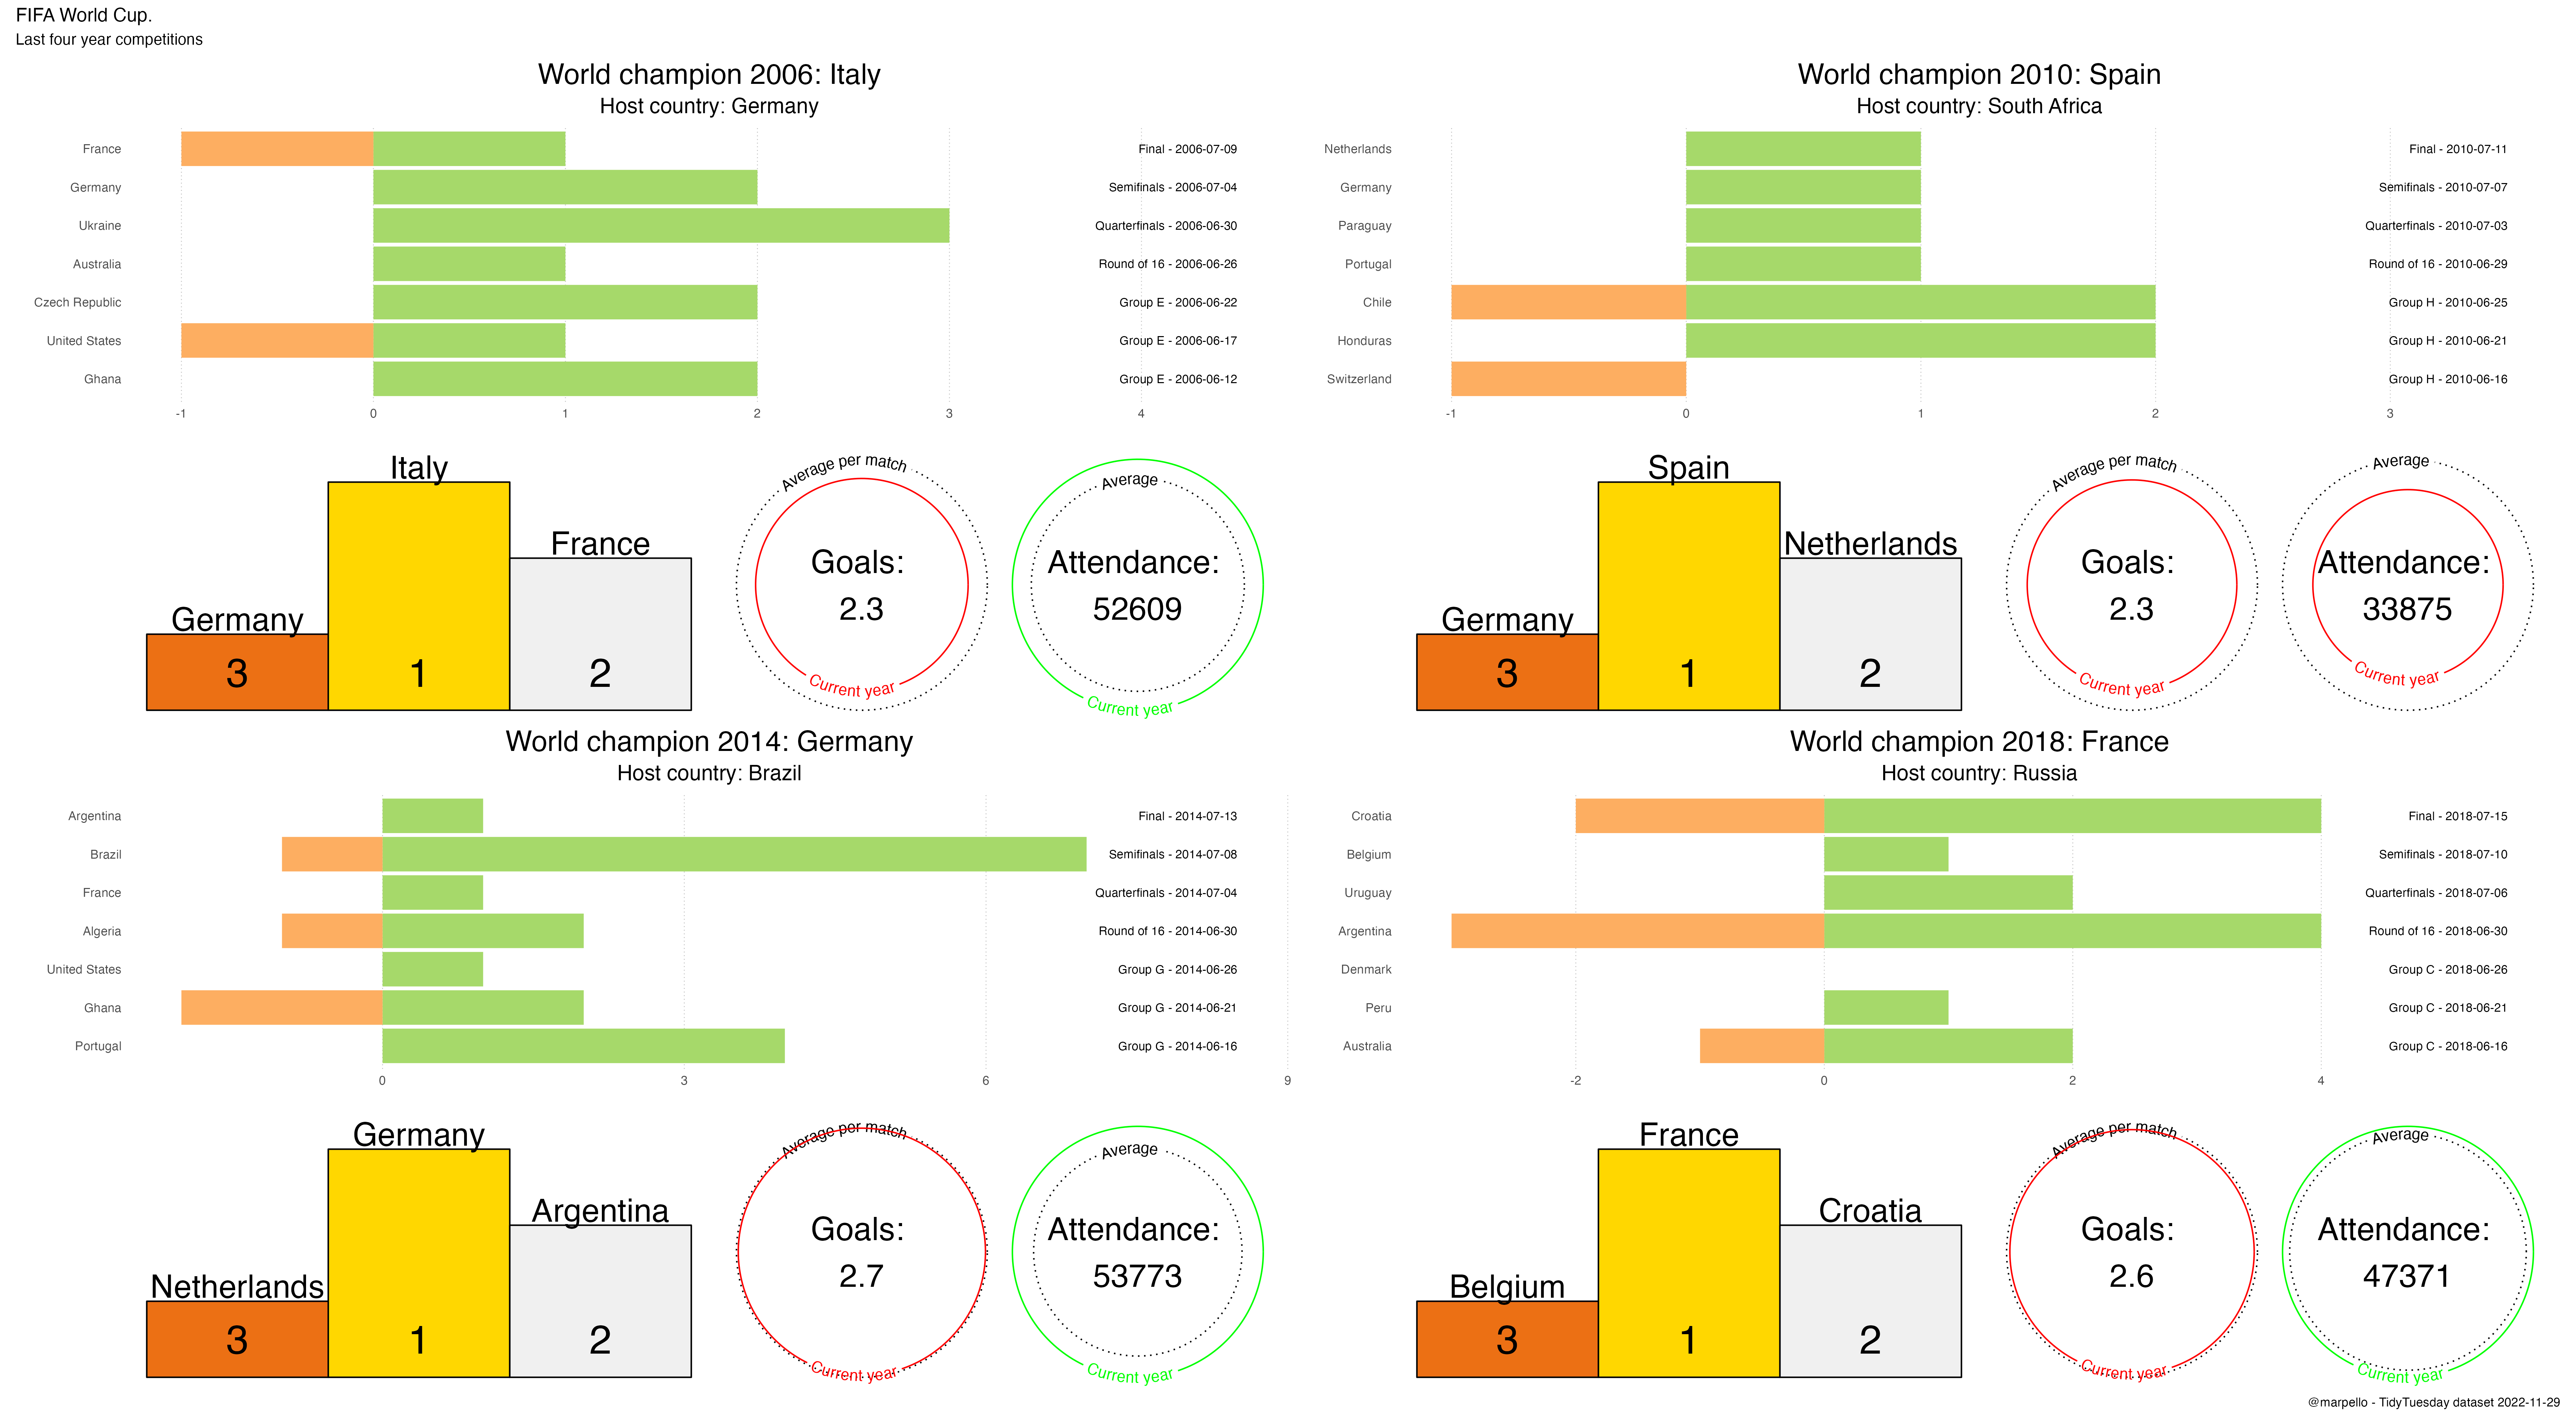 FIFA World Cup.
Last four year competitions
World champion 2006: Italy
Host country: Germany
France
Final - 2006-07-09
Germany
Semifinals - 2006-07-04
Ukraine
Quarterfinals - 2006-06-30
Australia
Round of 16 - 2006-06-26
Czech Republic
Group E - 2006-06-22
United States
Group E - 2006-06-17
Ghana
Group E - 2006-06-12
-1 0 1 2 3 4
Italy
France
Germany
3 1 2
Average per match
Goals:
2.3
Current year
Average
Attendance:
52609
Current year
World champion 2010: Spain
Host country: South Africa
Netherlands
Final - 2010-07-11
Germany
Semifinals - 2010-07-07
Paraguay
Quarterfinals - 2010-07-03
Portugal
Round of 16 - 2010-06-29
Chile
Group H - 2010-06-25
Honduras
Group H - 2010-06-21
Switzerland
Group H - 2010-06-16
-1 0 1 2 3
Spain
Netherlands
Germany
3 1 2
Average per match
Goals:
2.3
Current year
Average
Attendance:
33875
Current year
World champion 2014: Germany
Host country: Brazil
Argentina
Final - 2014-07-13
Brazil
Semifinals - 2014-07-08
France
Quarterfinals - 2014-07-04
Algeria
Round of 16 - 2014-06-30
United States
Group G - 2014-06-26
Ghana
Group G - 2014-06-21
Portugal
Group G - 2014-06-16
0 3 6 9
Germany
Argentina
Netherlands
3 1 2
Average per match
Goals:
2.7
Current year
Average
Attendance:
53773
Current year
World champion 2018: France
Host country: Russia
Croatia
Final - 2018-07-15
Belgium
Semifinals - 2018-07-10
Uruguay
Quarterfinals - 2018-07-06
Argentina
Round of 16 - 2018-06-30
Denmark
Group C - 2018-06-26
Peru
Group C - 2018-06-21
Australia
Group C - 2018-06-16
-2 0 2 4
France
Croatia
Belgium
3 1 2
Average per match
Goals:
2.6
Current year
Average
Attendance:
47371
Current year
@marpello - TidyTuesday dataset 2022-11-29